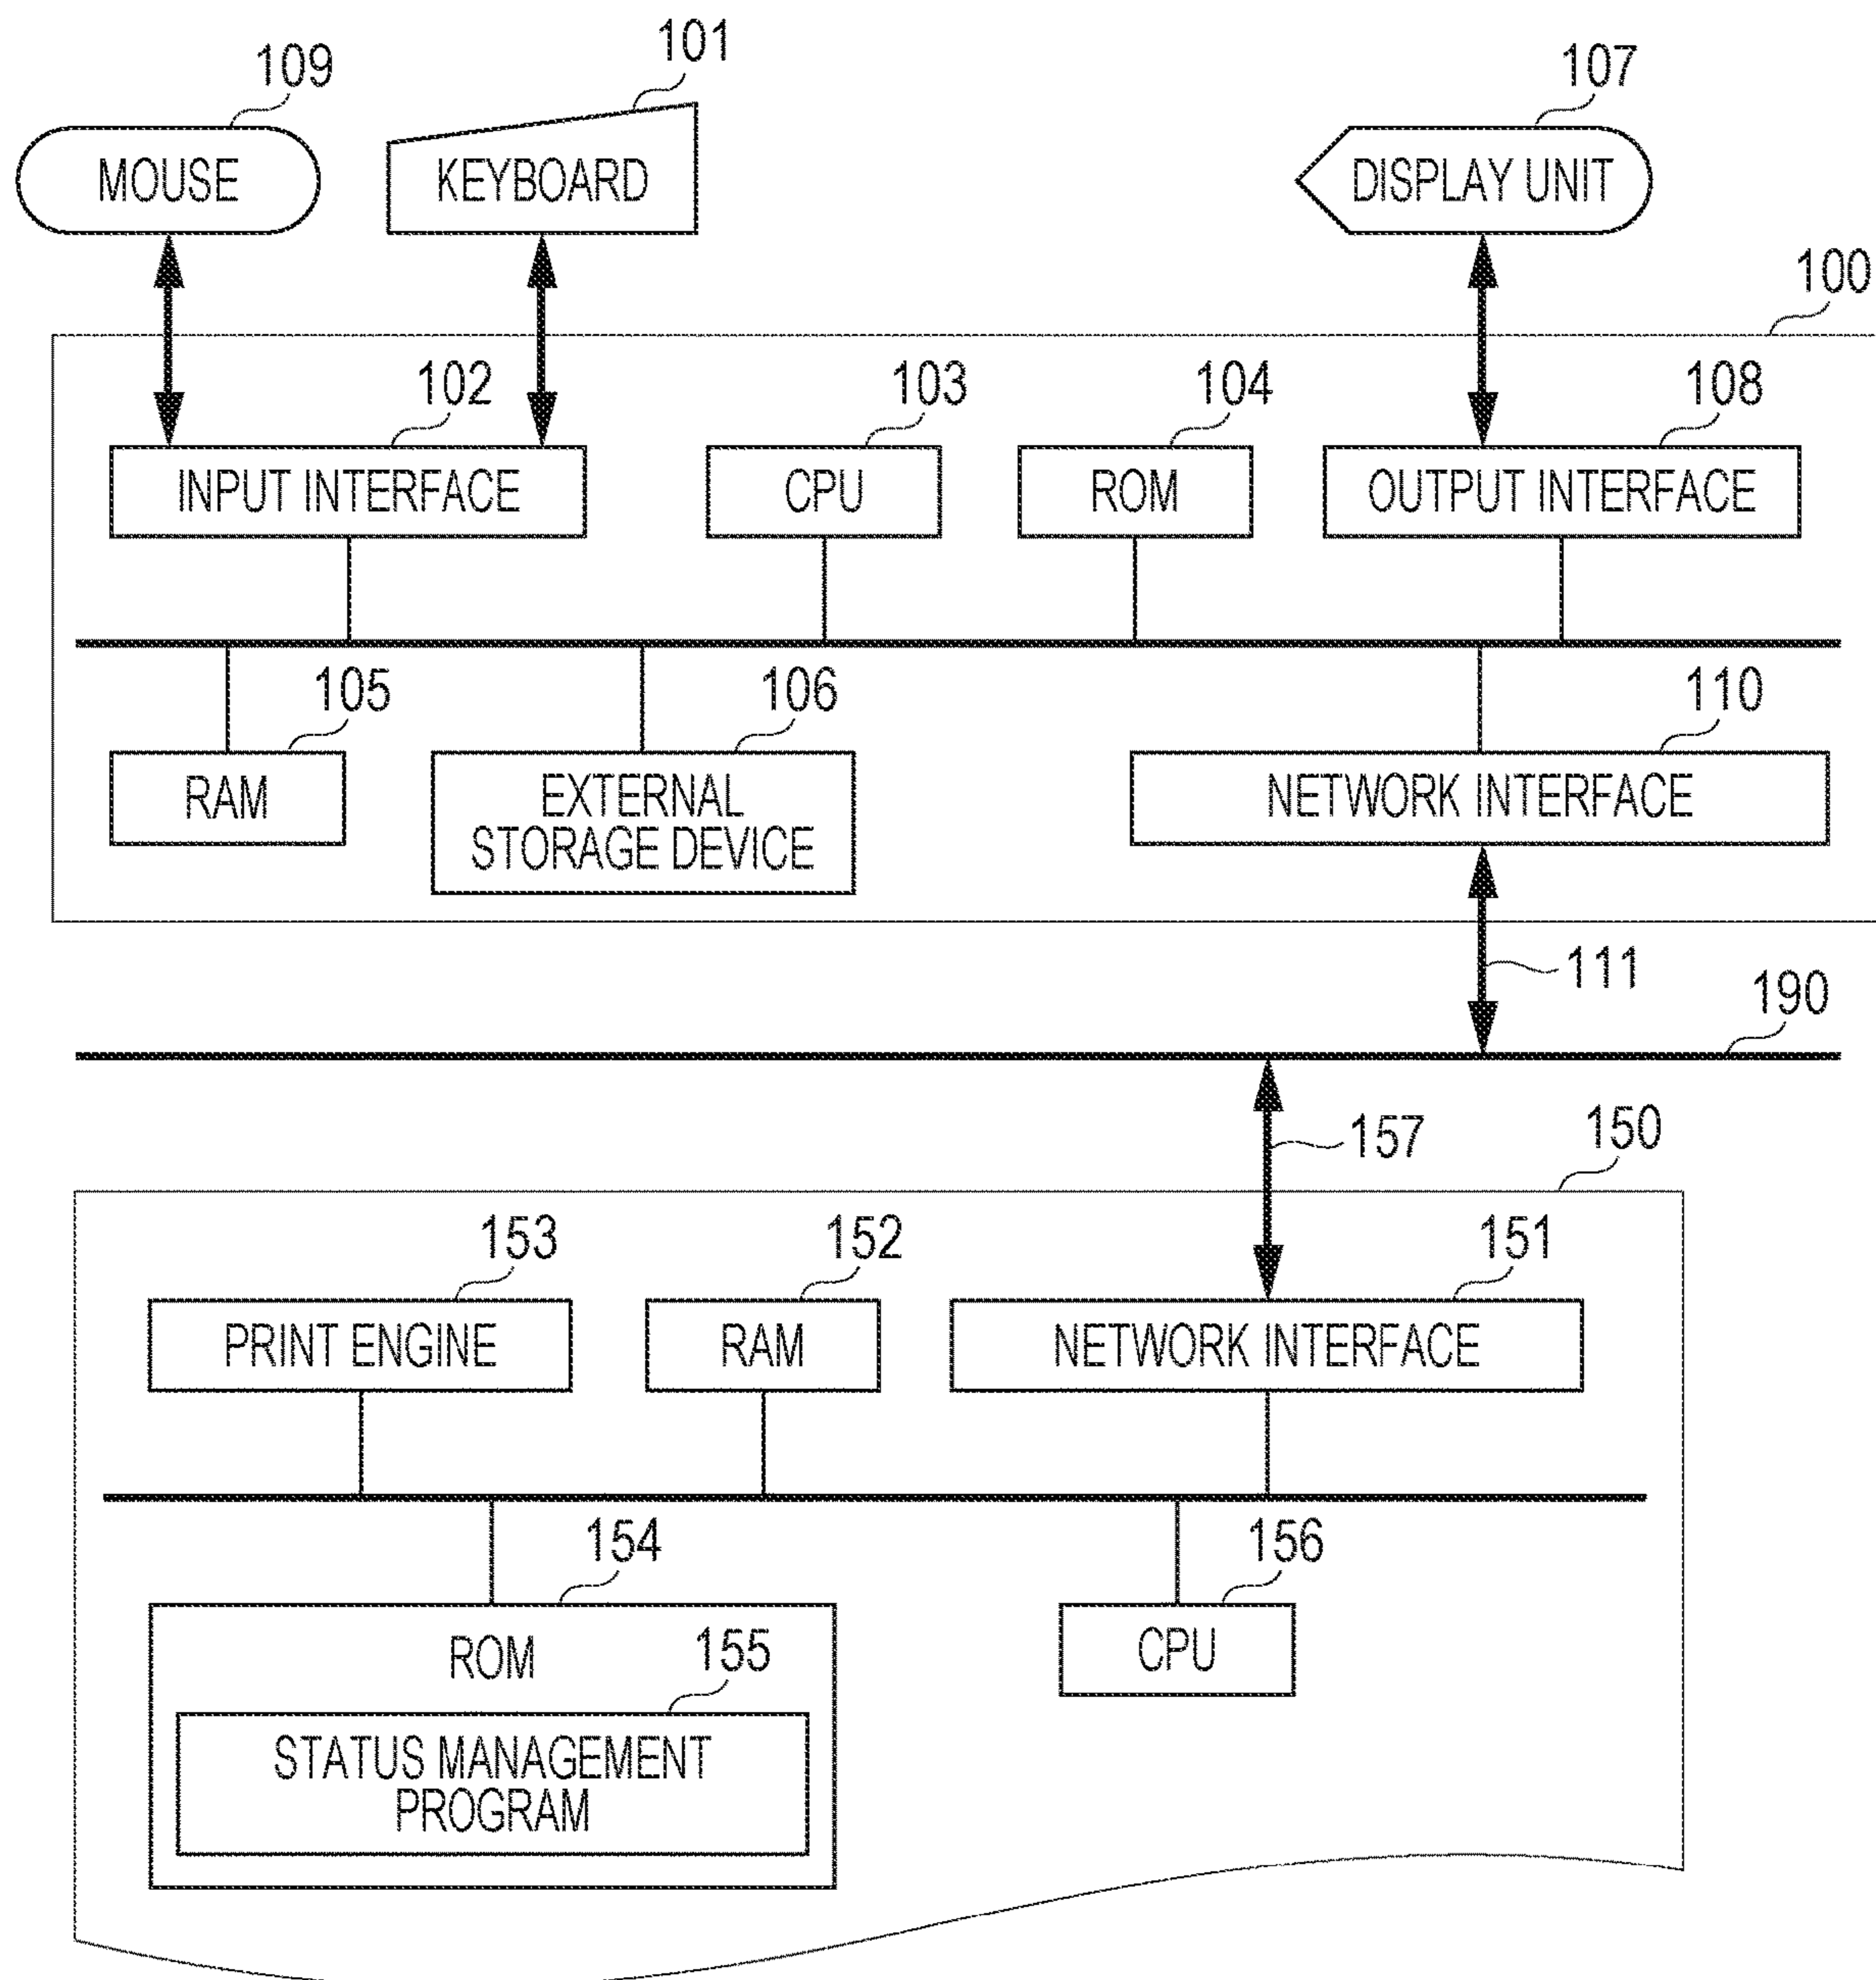 109
101
107
MOUSE
KEYBOARD
DISPLAY UNIT
100
102
103
104
108
INPUT INTERFACE
CPU
ROM
OUTPUT INTERFACE
105
106
110
RAM
EXTERNAL
STORAGE DEVICE
NETWORK INTERFACE
111
190
157
150
153
152
151
PRINT ENGINE
RAM
NETWORK INTERFACE
154
156
ROM
CPU
155
STATUS MANAGEMENT
PROGRAM